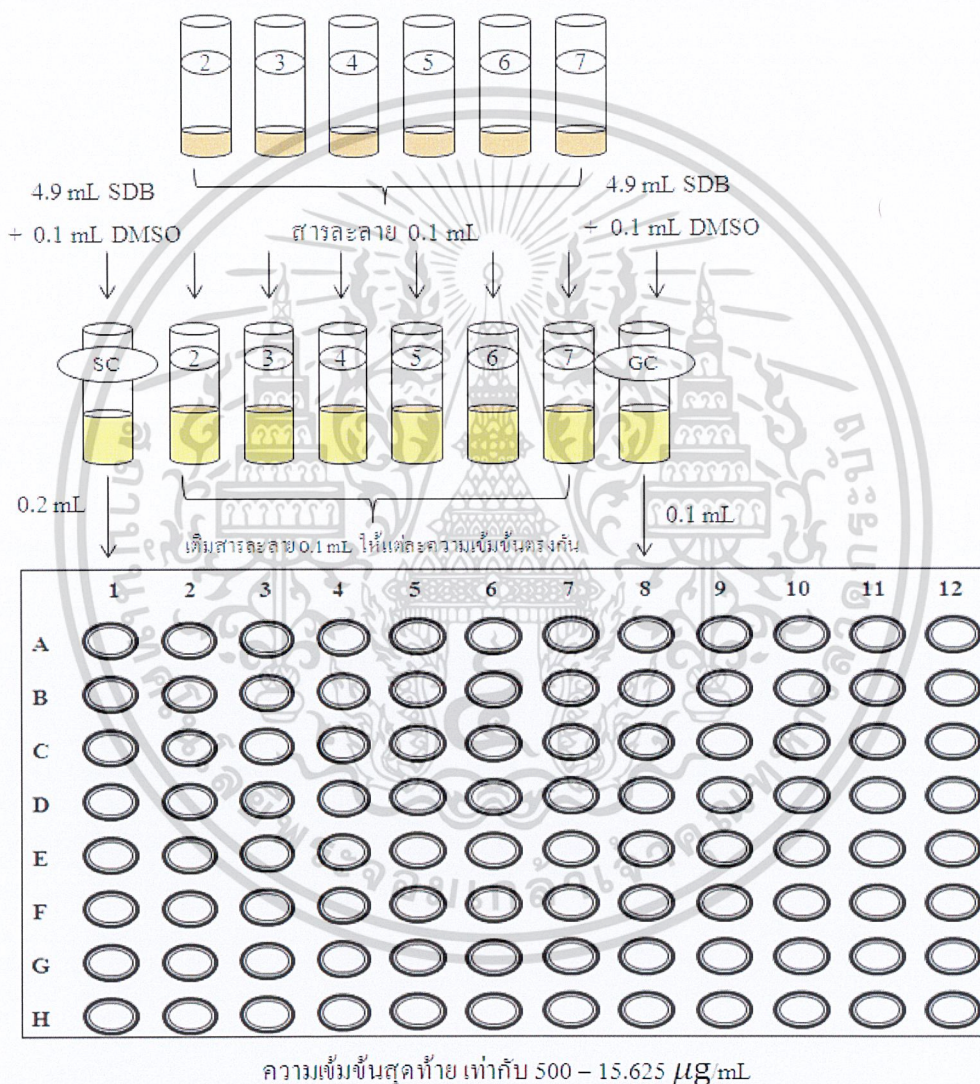 2 3 4 5 6 7
4.9 mL SDB
+ 0.1 mL DMSO
สารละลาย 0.1 mL
4.9 mL SDB
+ 0.1 mL DMSO
SC 2 3 4 5 6 7 GC
0.2 mL
0.1 mL
เติมสารละลาย 0.1 mL ให้แต่ละความเข้มข้นตรงกัน
1 2 3 4 5 6 7 8 9 10 11 12
A
B
C
D
E
F
G
H
ความเข้มข้นสุดท้าย เท่ากับ 500 – 15.625 µg/mL